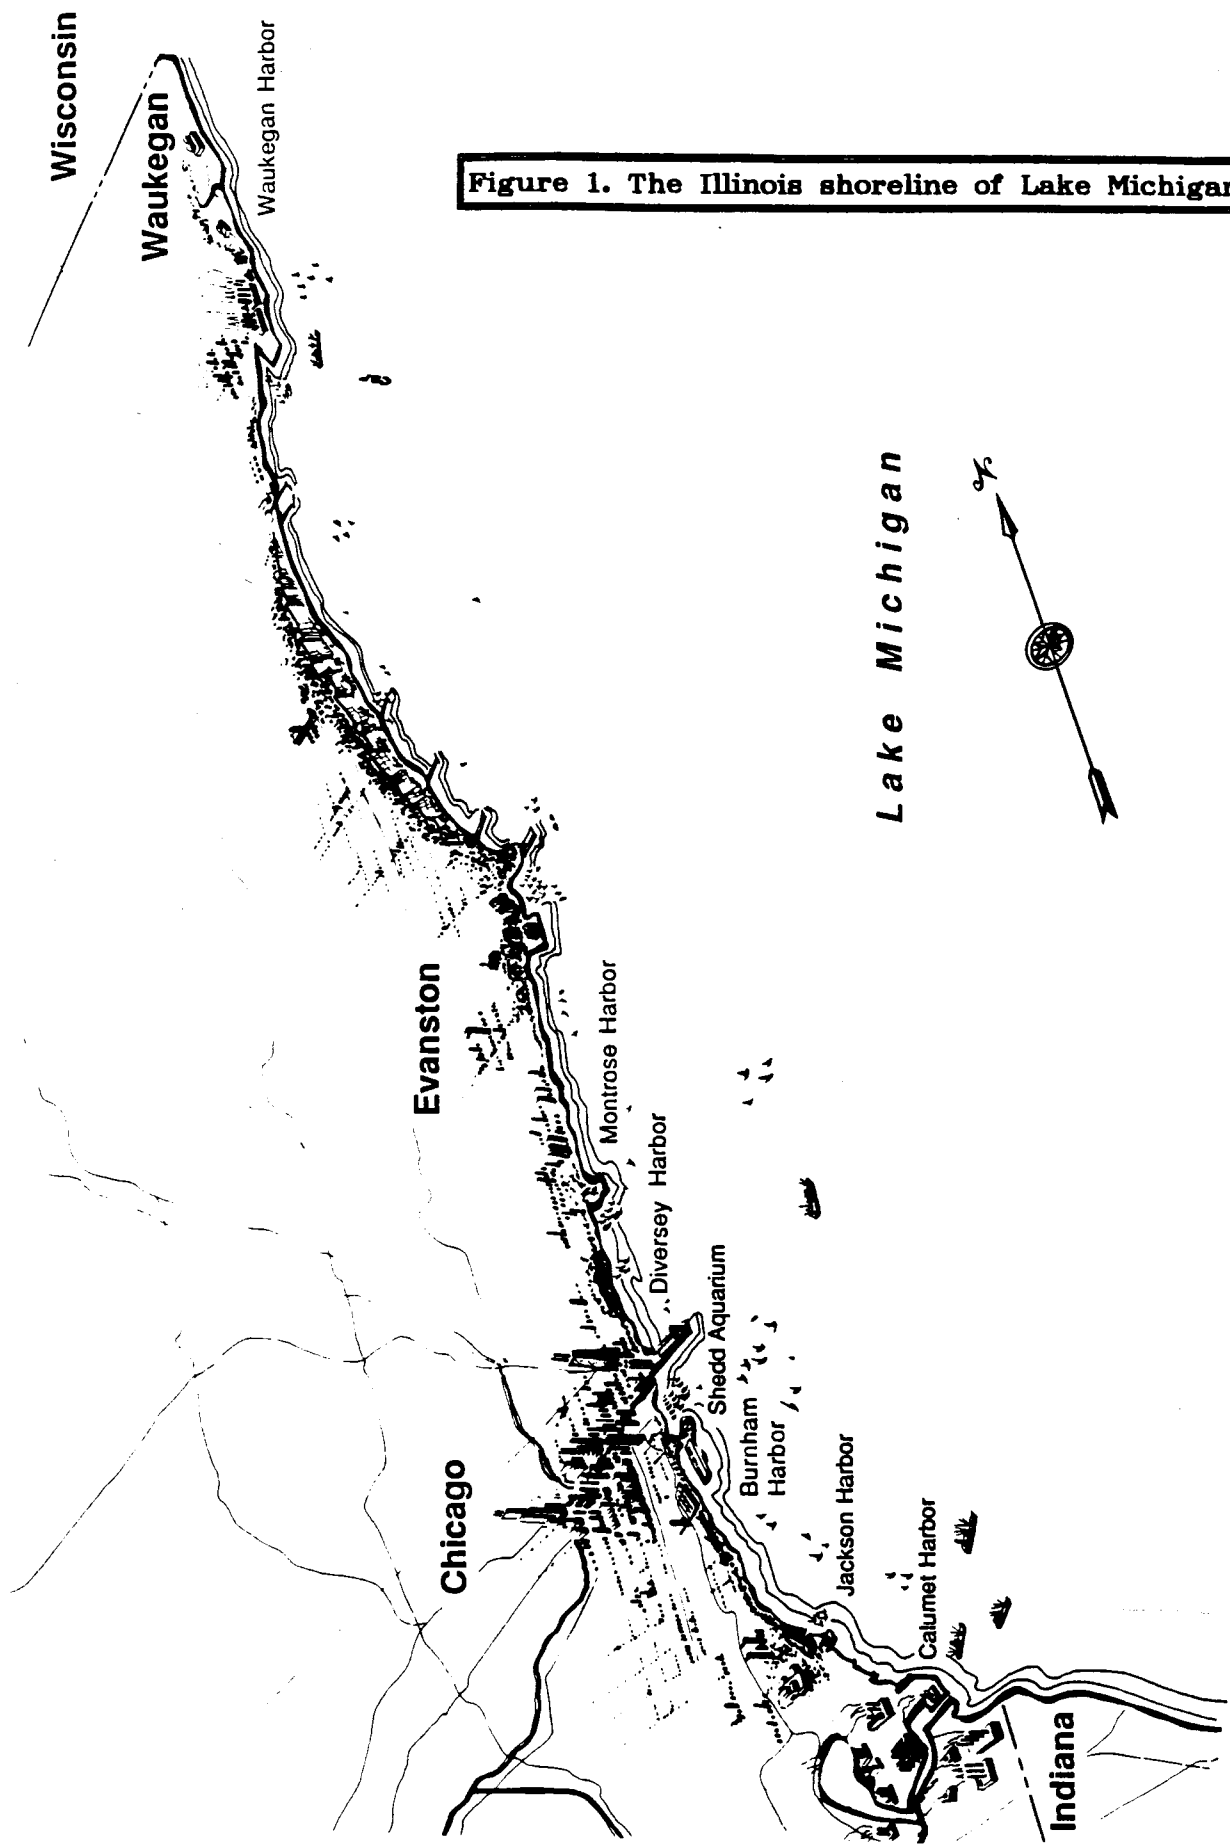 Wisconsin
Waukegan
Waukegan Harbor
Figure 1. The Illinois shoreline of Lake Michigan
Lake Michigan
N
Evanston
Montrose Harbor
Diversey Harbor
Shedd Aquarium
Burnham
Harbor
Chicago
Jackson Harbor
Calumet Harbor
Indiana